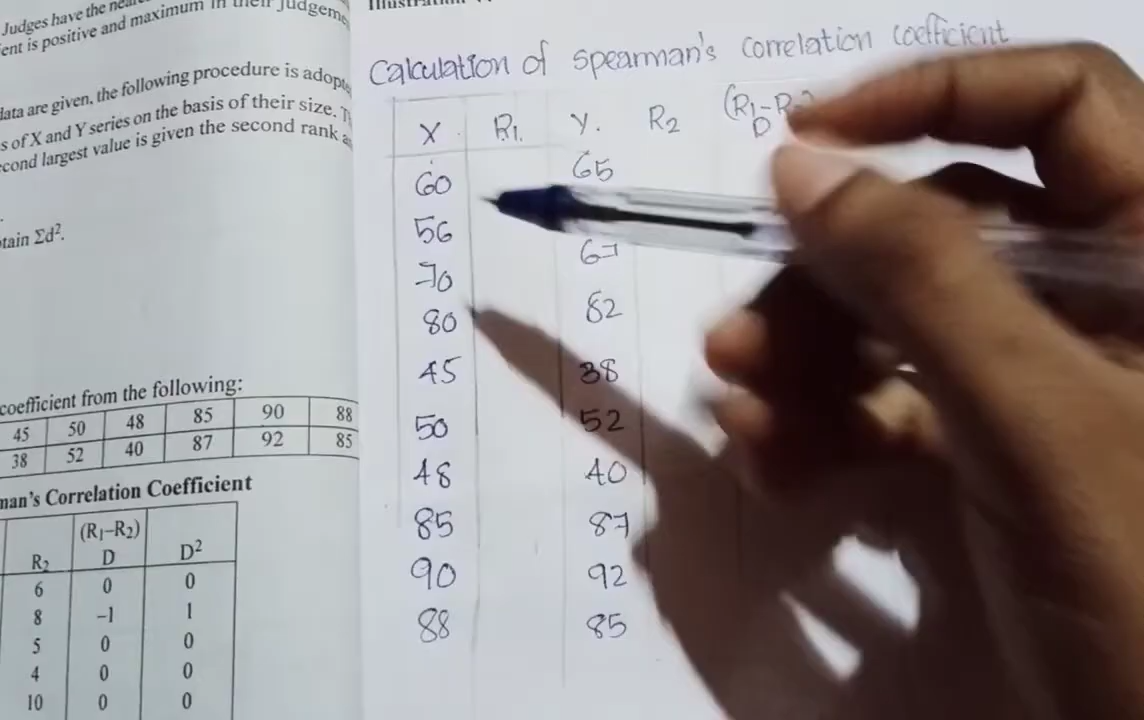 Judges have the
ent is positive and maximum in their judgeme
data are given, the following procedure is adopte
s of X and Y series on the basis of their size.
cond largest value is given the second rank a
tain Σd².
coefficient from the following:
45 50 48 85 90 88
38 52 40 87 92 85
man's Correlation Coefficient
R₂ (R₁–R₂) D D²
6 0 0
8 –1 1
5 0 0
4 0 0
10 0 0
Calculation of spearman's correlation coefficient
X R₁. Y. R₂ (R₁-R D
60 65
56
70 67
80 82
45 38
50 52
48 40
85 87
90 92
88 85